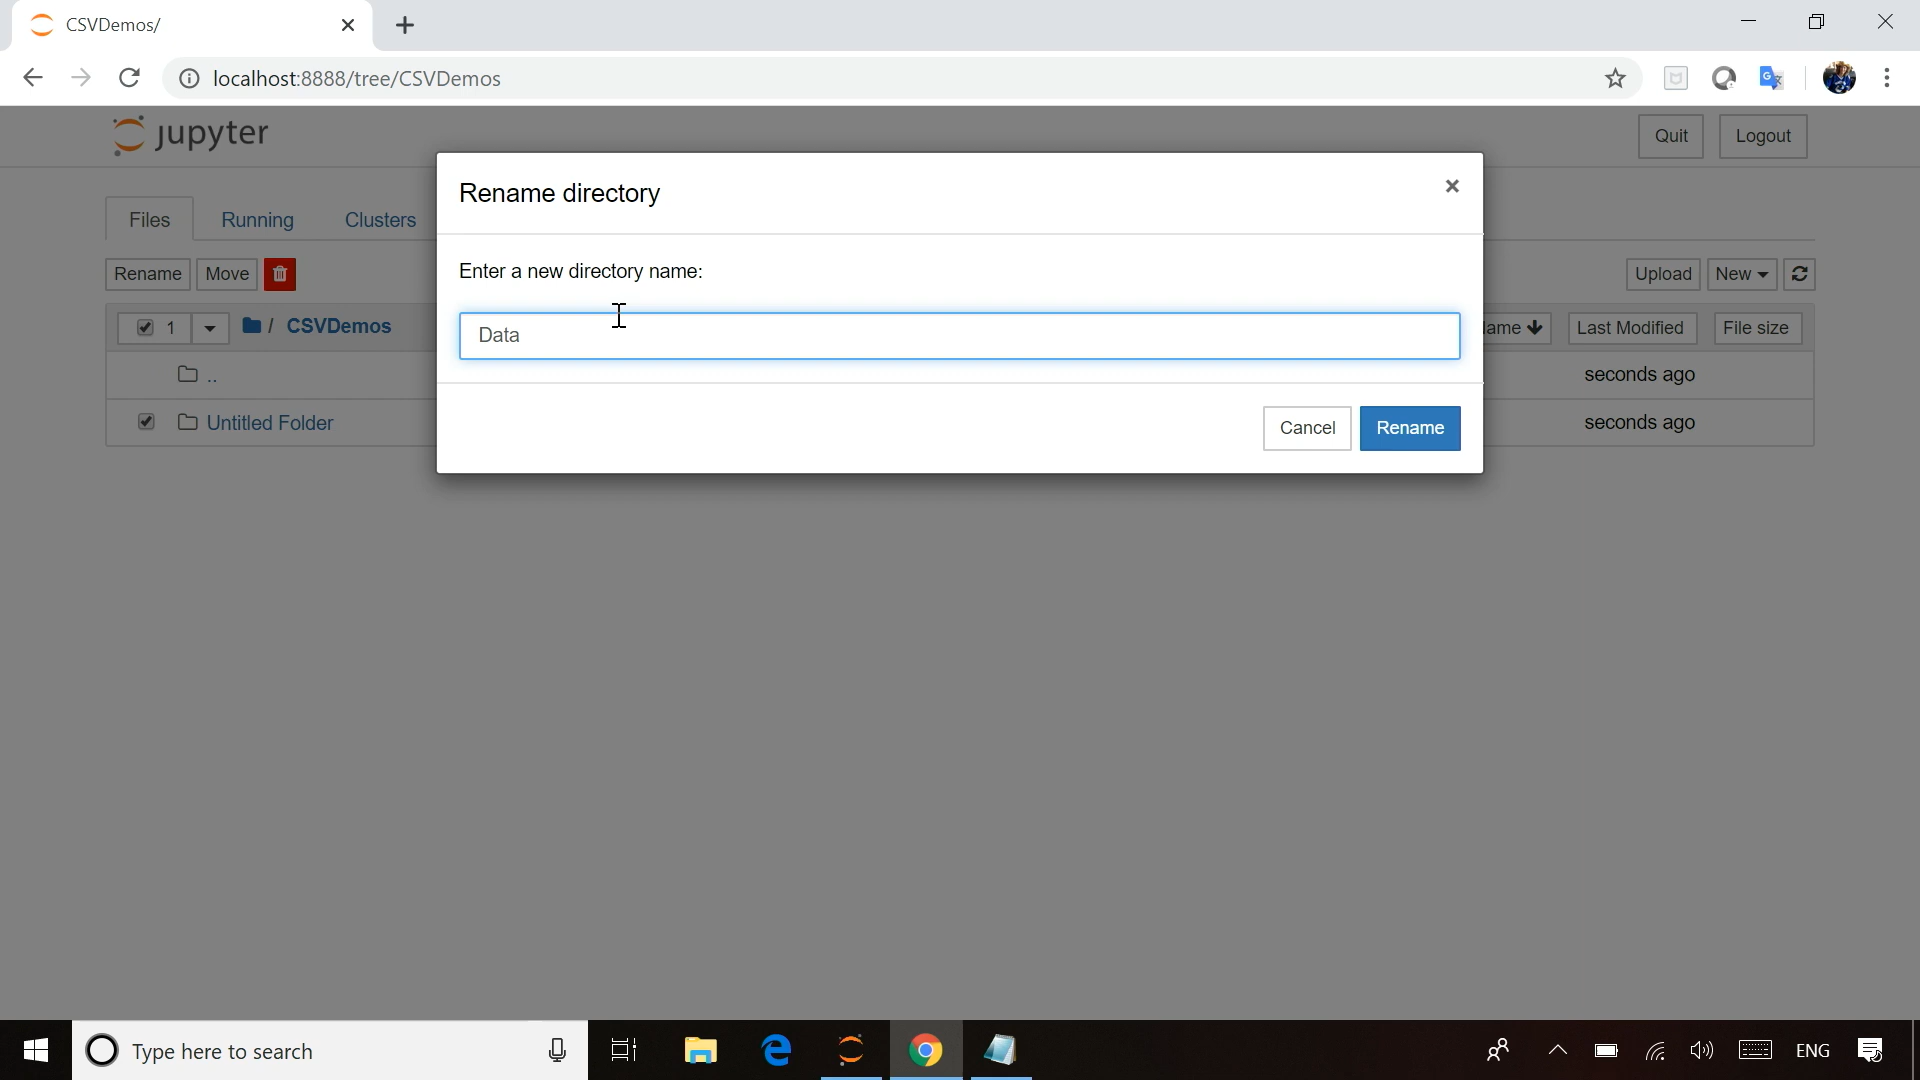 CSVDemos/
localhost:8888/tree/CSVDemos
jupyter
Quit
Logout
Rename directory
Files
Running
Clusters
Enter a new directory name:
Rename
Move
Upload
New
1
/ CSVDemos
Data
Last Modified
File size
..
seconds ago
Untitled Folder
Cancel
Rename
seconds ago
Type here to search
ENG